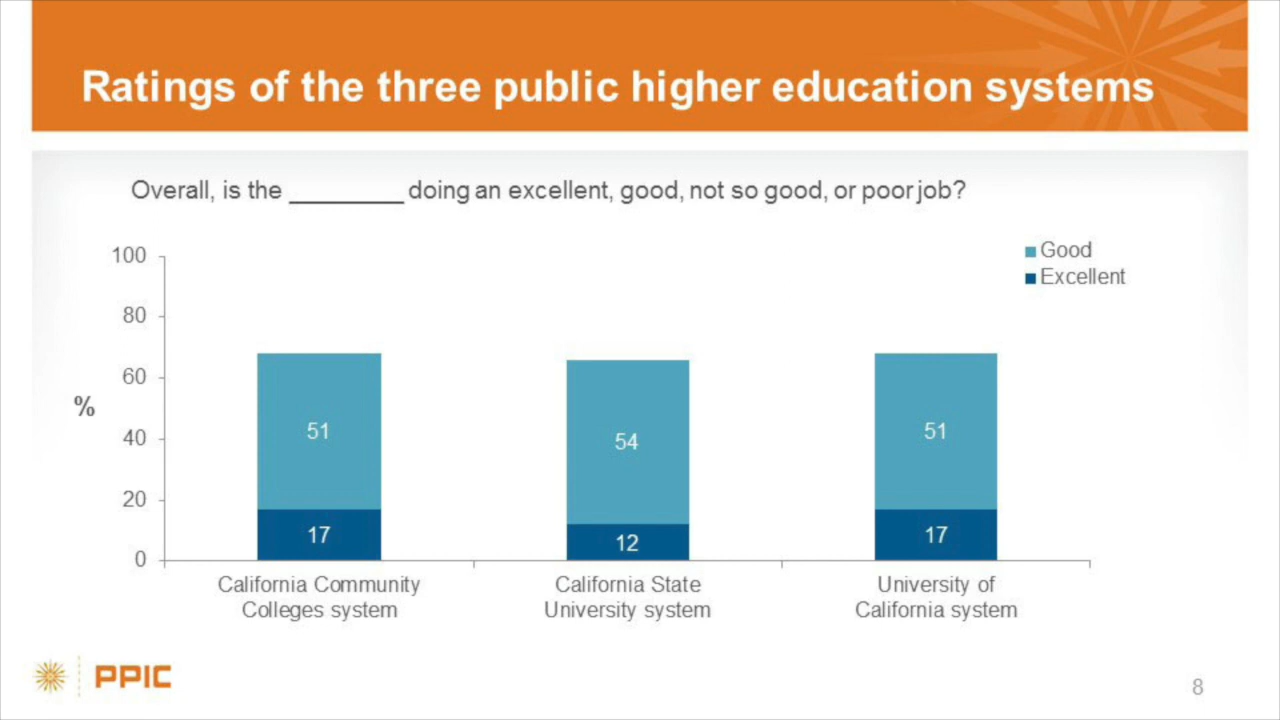 Ratings of the three public higher education systems
Overall, is the ________ doing an excellent, good, not so good, or poor job?
Good
Excellent
%
100
80
60
40
20
0
51
17
54
12
51
17
California Community
Colleges system
California State
University system
University of
California system
PPIC
8